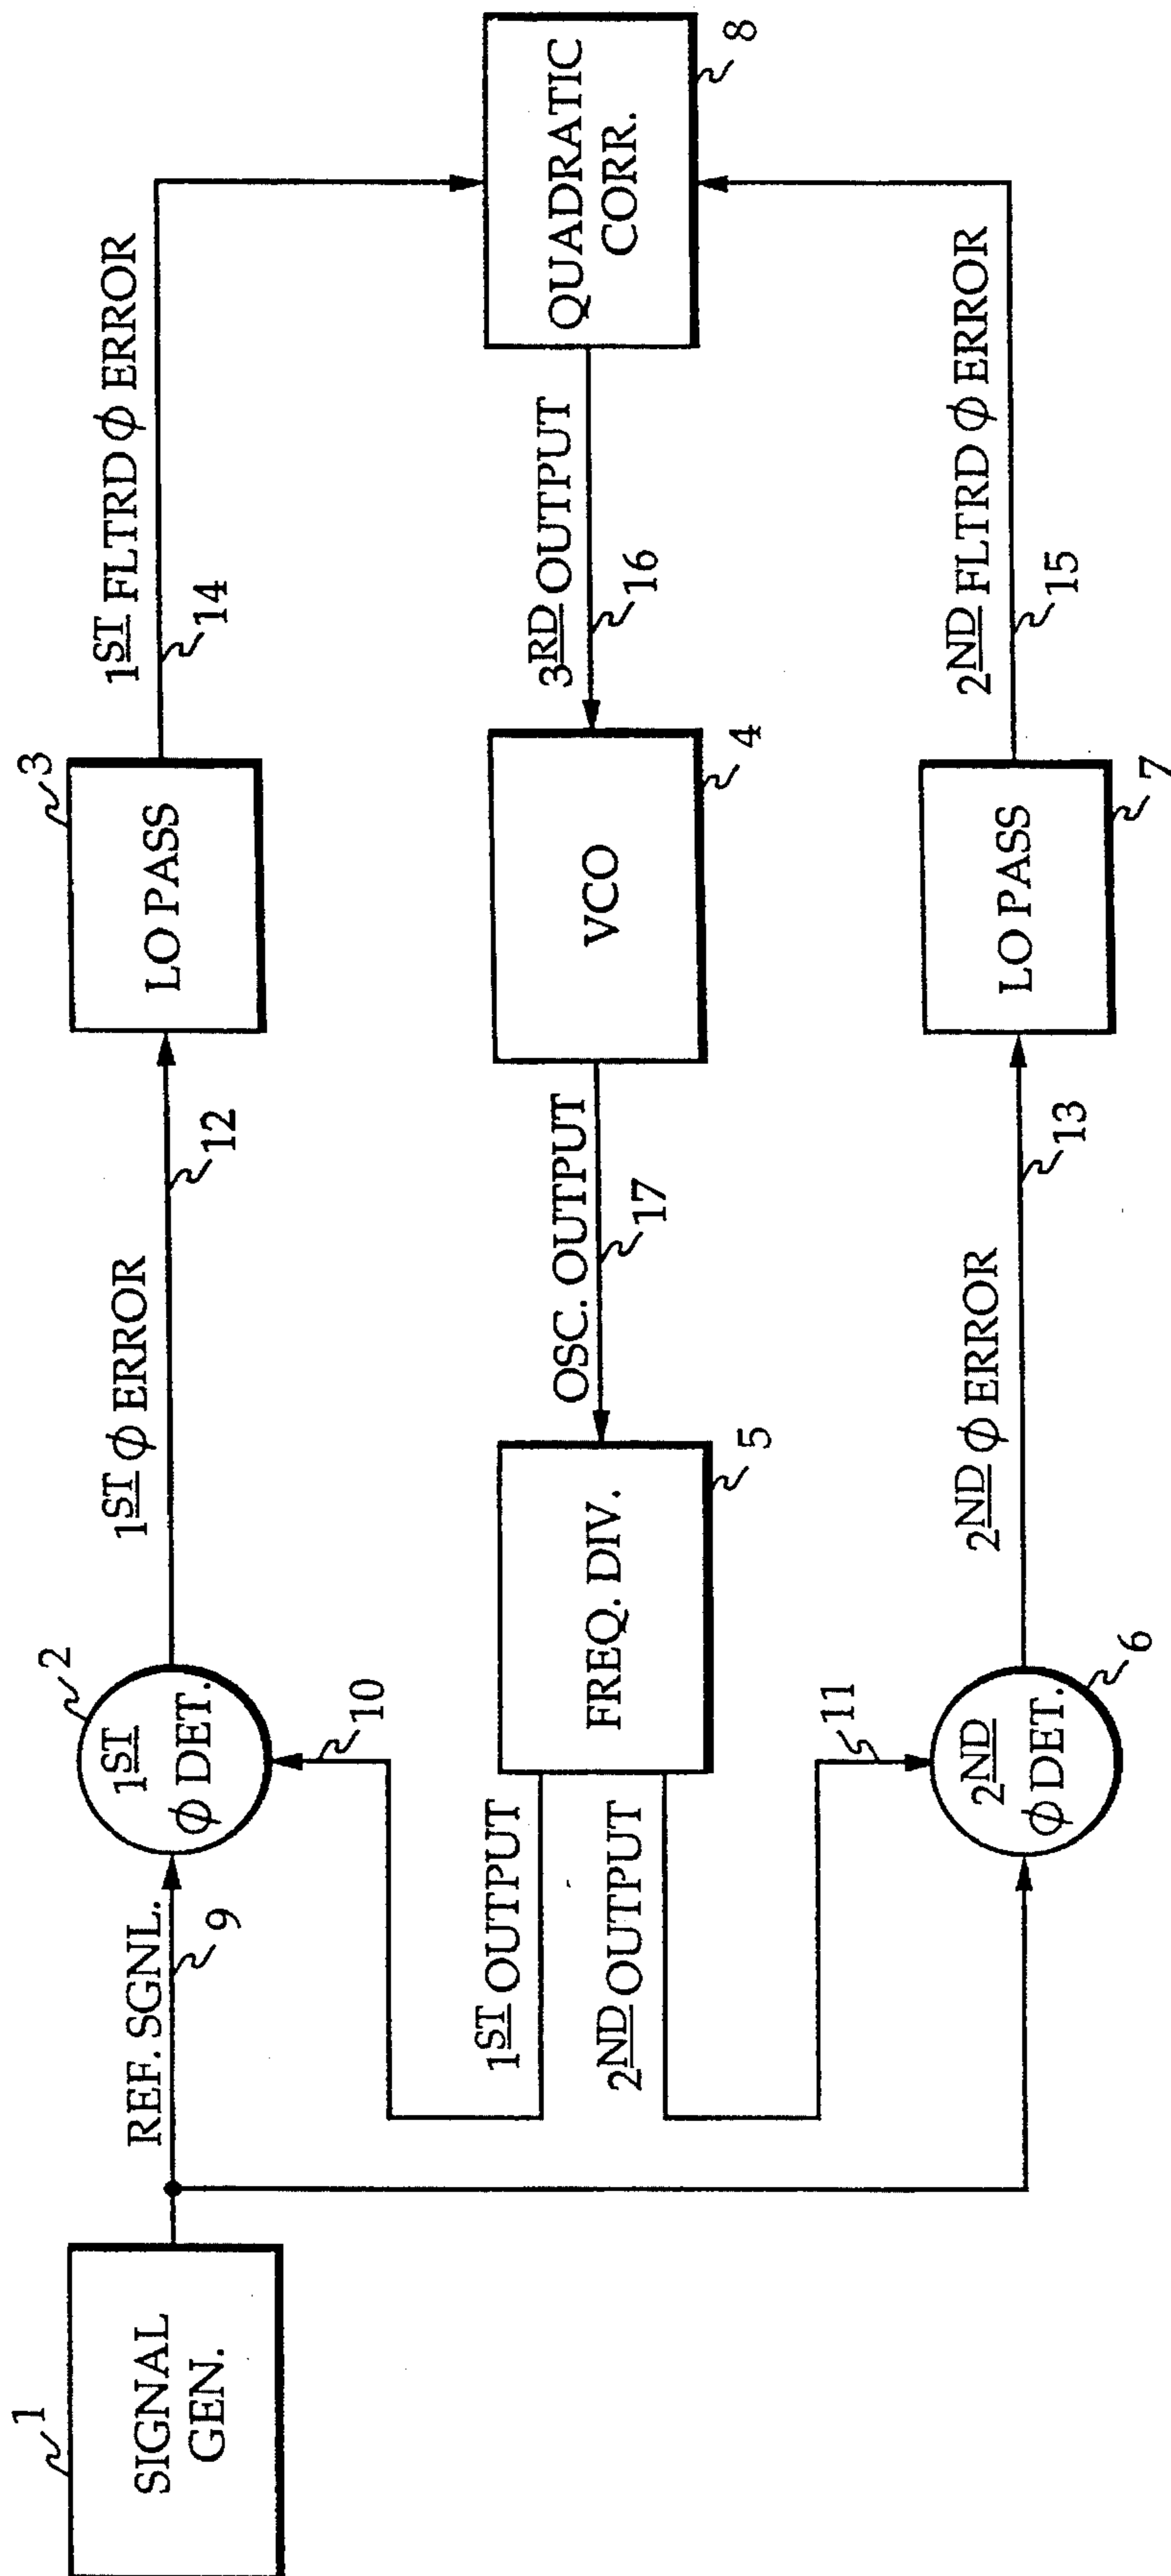 1
SIGNAL
GEN.
REF. SGNL.
9
2
1ST
ϕ DET.
1ST ϕ ERROR
12
3
LO PASS
1ST FLTRD ϕ ERROR
14
10
1ST OUTPUT
2ND OUTPUT
11
FREQ. DIV.
5
OSC. OUTPUT
17
VCO
4
3RD OUTPUT
16
QUADRATIC
CORR.
8
2ND
ϕ DET.
6
2ND ϕ ERROR
13
LO PASS
7
2ND FLTRD ϕ ERROR
15